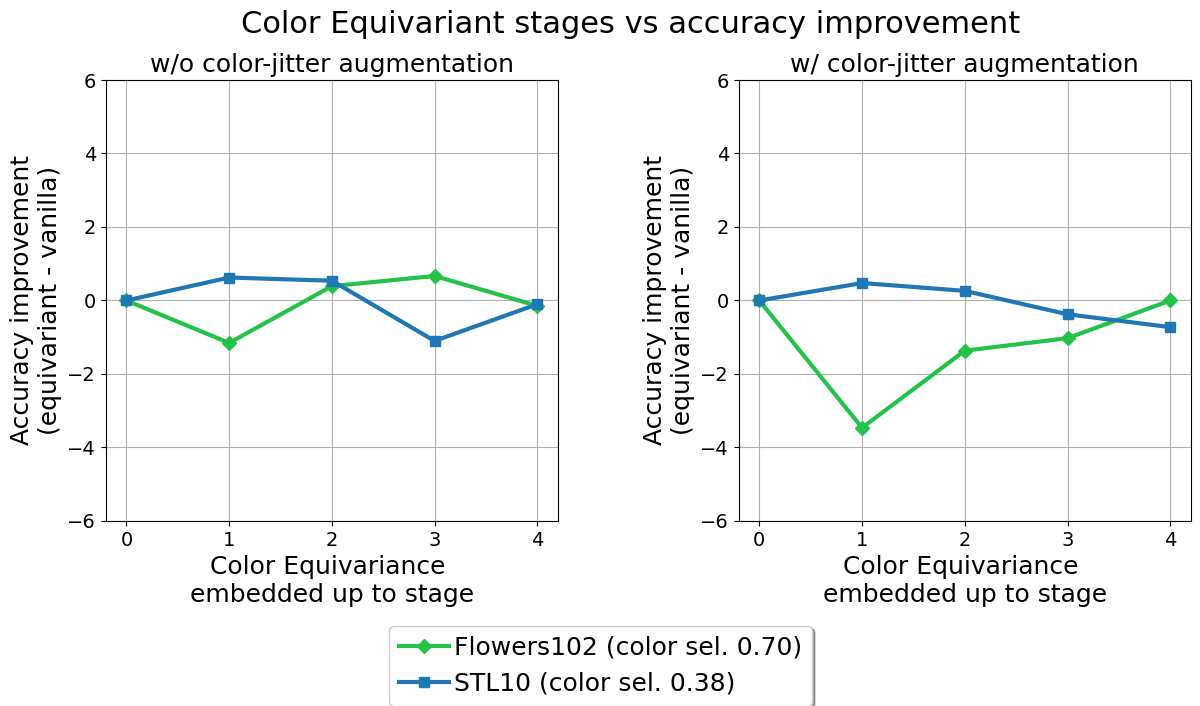 Color Equivariant stages vs accuracy improvement
w/o color-jitter augmentation
6
4
2
0
−2
−4
−6
Accuracy improvement
(equivariant - vanilla)
0 1 2 3 4
Color Equivariance
embedded up to stage
w/ color-jitter augmentation
6
4
2
0
−2
−4
−6
Accuracy improvement
(equivariant - vanilla)
0 1 2 3 4
Color Equivariance
embedded up to stage
Flowers102 (color sel. 0.70)
STL10 (color sel. 0.38)